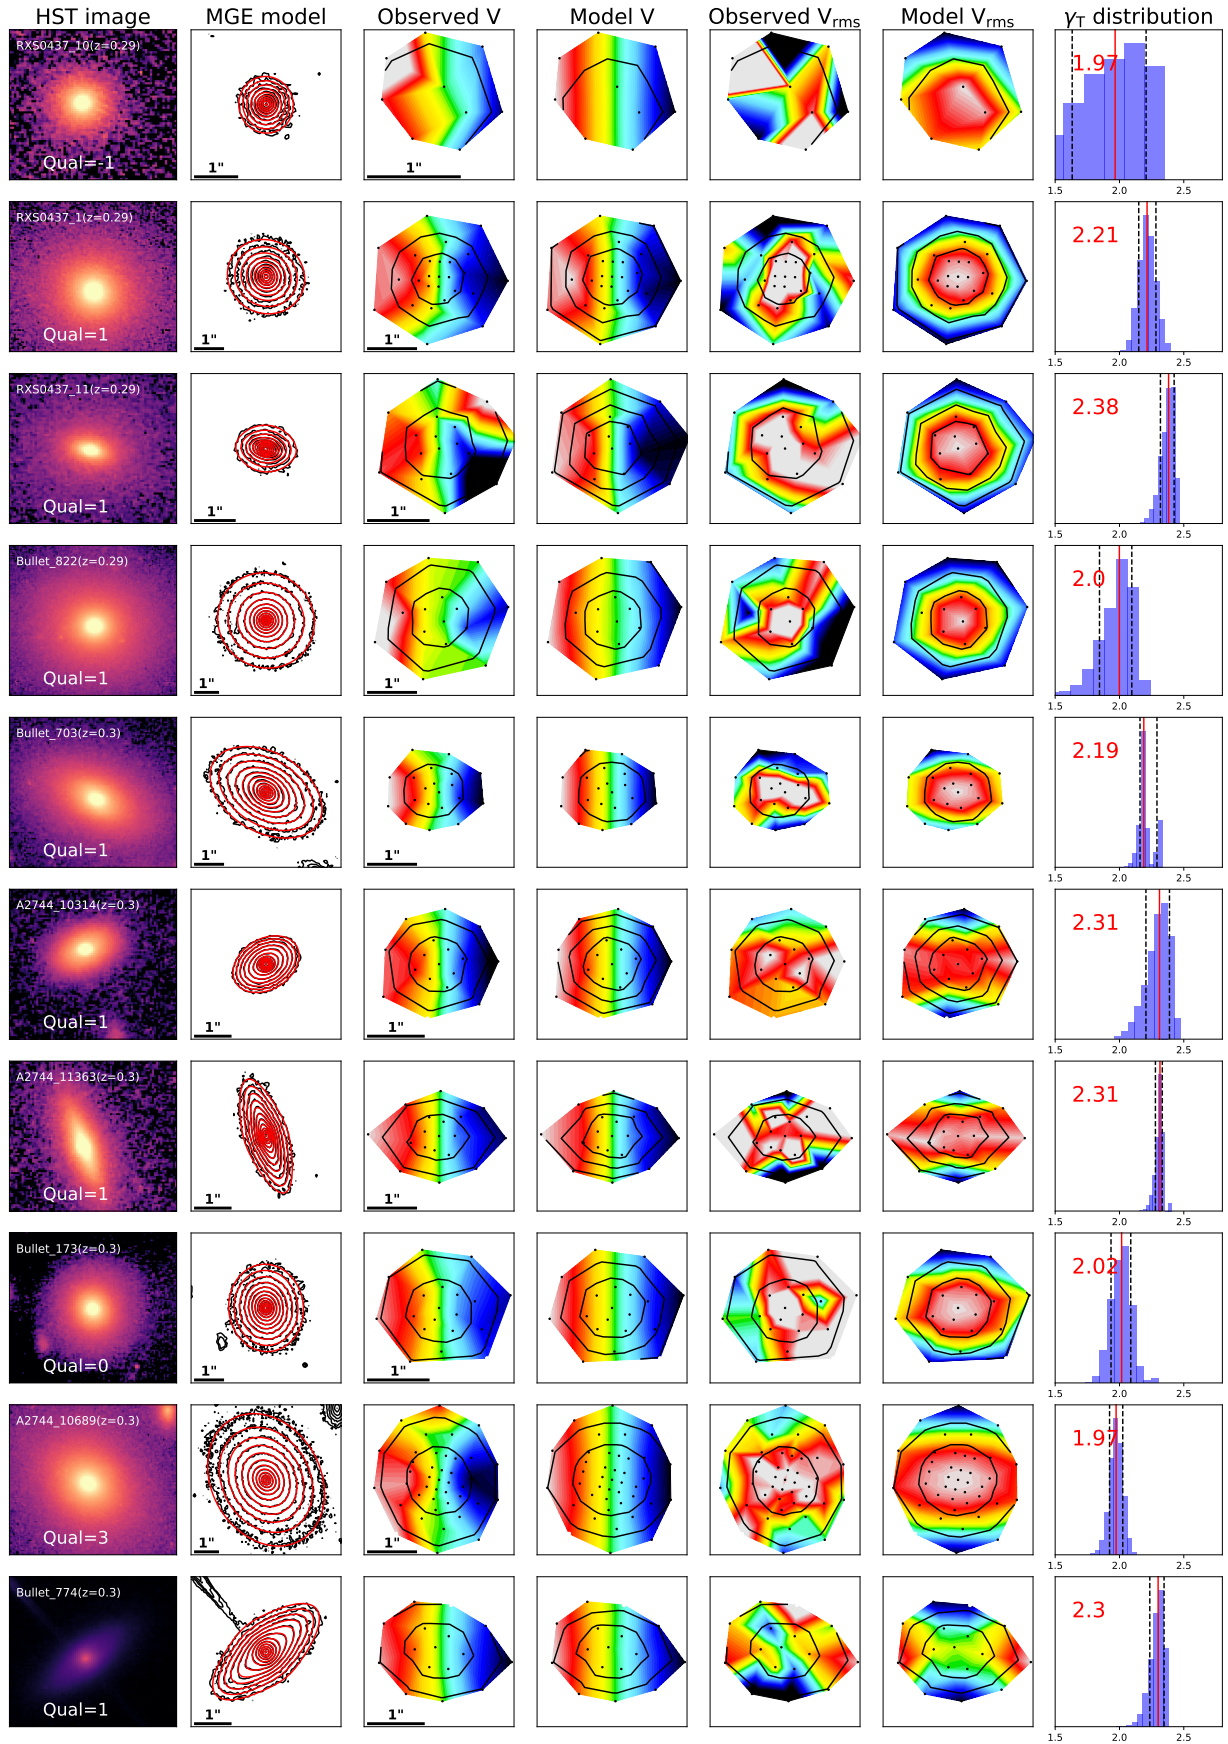 HST image MGE model Observed V Model V Observed Vrms Model Vrms γT distribution
RXS0437_10(z=0.29)
1.97
Qual=-1
1" 1"
1.5 2.0 2.5
RXS0437_1(z=0.29)
2.21
Qual=1
1" 1"
1.5 2.0 2.5
RXS0437_11(z=0.29)
2.38
Qual=1
1" 1"
1.5 2.0 2.5
Bullet_822(z=0.29)
2.0
Qual=1
1" 1"
1.5 2.0 2.5
Bullet_703(z=0.3)
2.19
Qual=1
1" 1"
1.5 2.0 2.5
A2744_10314(z=0.3)
2.31
Qual=1
1" 1"
1.5 2.0 2.5
A2744_11363(z=0.3)
2.31
Qual=1
1" 1"
1.5 2.0 2.5
Bullet_173(z=0.3)
2.02
Qual=0
1" 1"
1.5 2.0 2.5
A2744_10689(z=0.3)
1.97
Qual=3
1" 1"
1.5 2.0 2.5
Bullet_774(z=0.3)
2.3
Qual=1
1" 1"
1.5 2.0 2.5